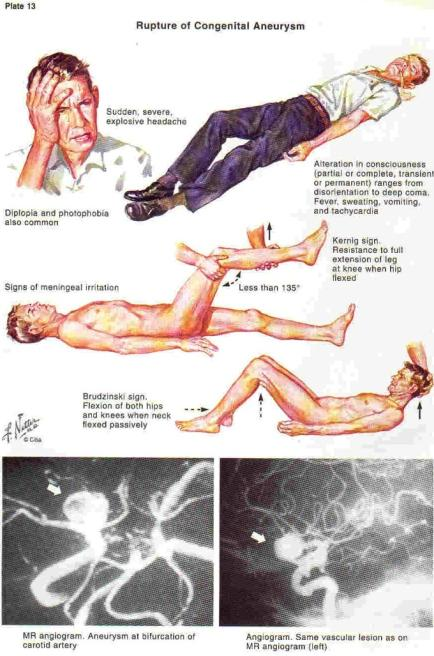 Plate 13
Rupture of Congenital Aneurysm
Sudden, severe,
explosive headache
Alteration in consciousness
(partial or complete, transient
or permanent) ranges from
disorientation to deep coma.
Fever, sweating, vomiting,
and tachycardia
Diplopia and photophobia
also common
Kernig sign.
Resistance to full
extension of leg
at knee when hip
flexed
Signs of meningeal irritation
Less than 135°
Brudzinski sign.
Flexion of both hips
and knees when neck
flexed passively
F. Netter
M.D.
© Ciba
MR angiogram. Aneurysm at bifurcation of
carotid artery
Angiogram. Same vascular lesion as on
MR angiogram (left)